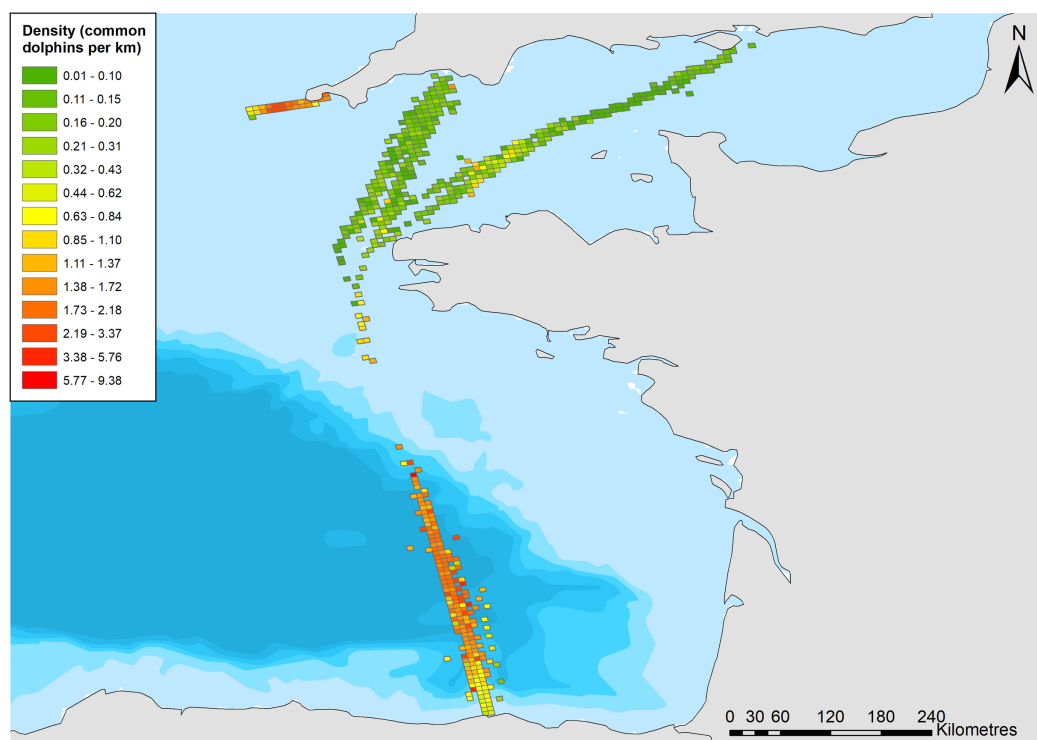 Density (common
dolphins per km)
0.01 - 0.10
0.11 - 0.15
0.16 - 0.20
0.21 - 0.31
0.32 - 0.43
0.44 - 0.62
0.63 - 0.84
0.85 - 1.10
1.11 - 1.37
1.38 - 1.72
1.73 - 2.18
2.19 - 3.37
3.38 - 5.76
5.77 - 9.38
N
0 30 60 120 180 240
Kilometres